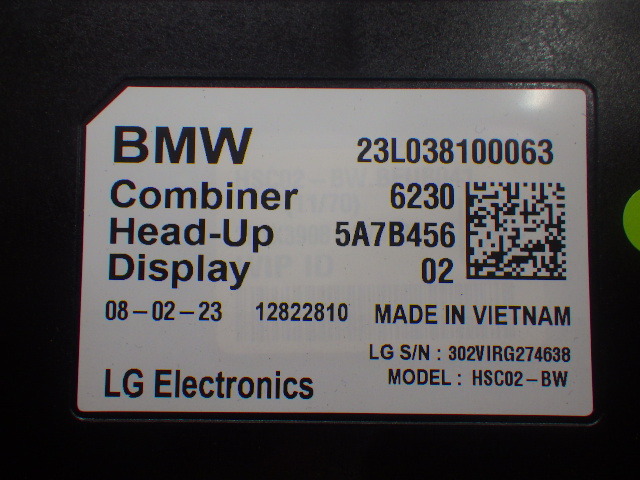 BMW 23L038100063
Combiner 6230
Head-Up 5A7B456
Display 02
08-02-23 12822810 MADE IN VIETNAM
LG S/N : 302VIRG274638
MODEL : HSC02-BW
LG Electronics